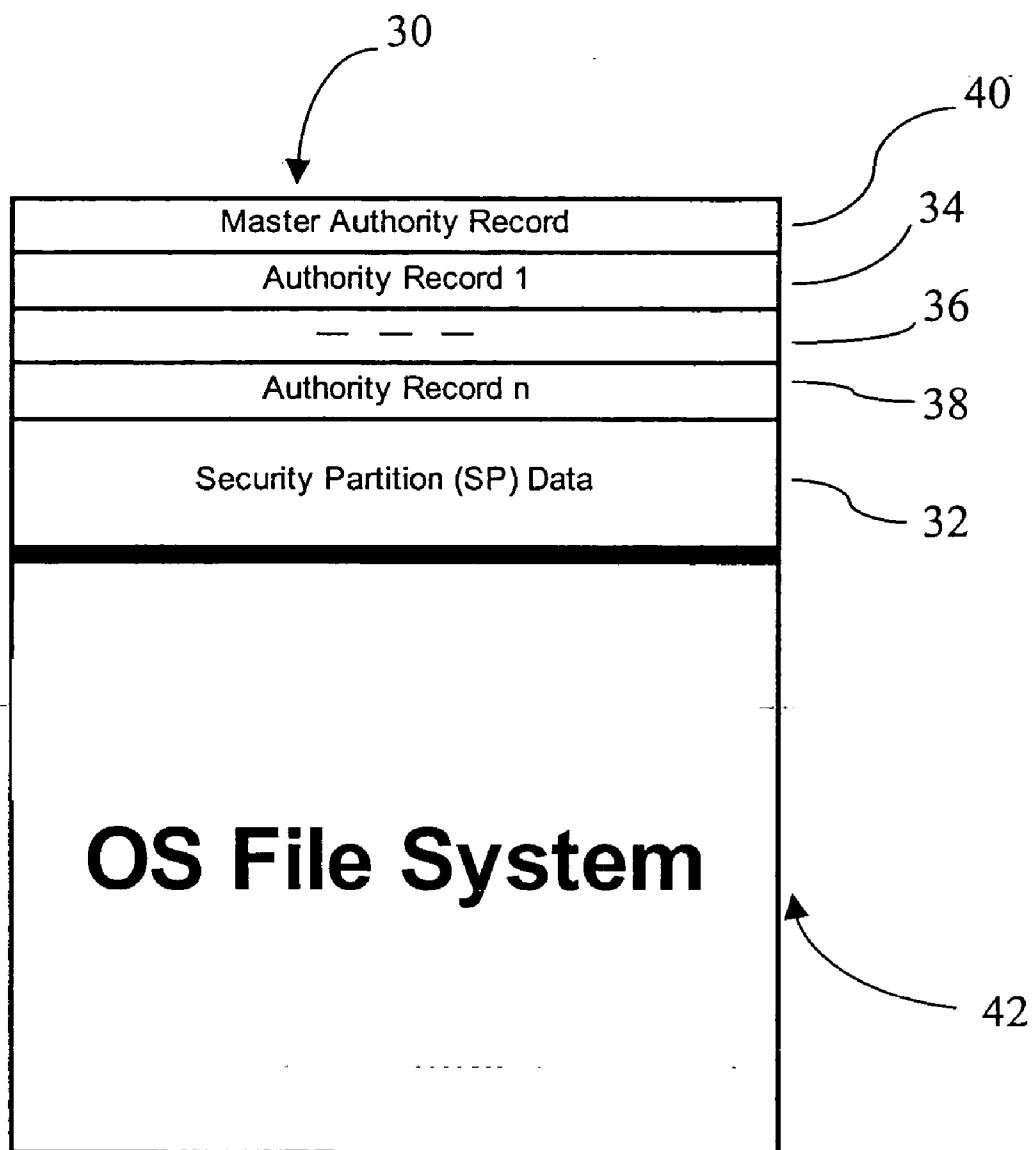 30
40
Master Authority Record
34
Authority Record 1
36
— — —
Authority Record n
38
Security Partition (SP) Data
32
OS File System
42